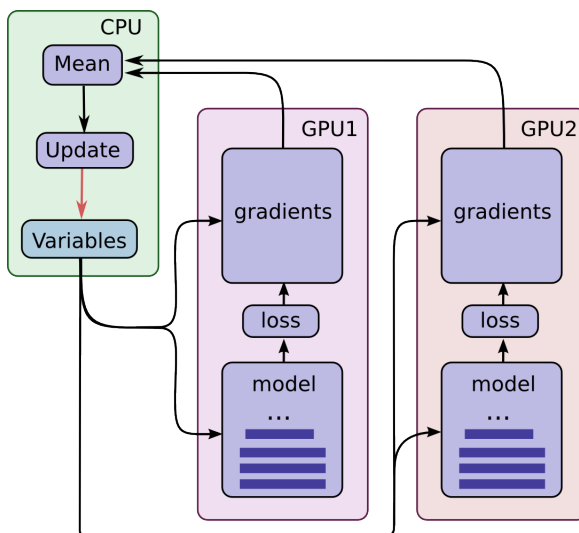 CPU
Mean
Update
Variables
GPU1
gradients
loss
model
...
GPU2
gradients
loss
model
...